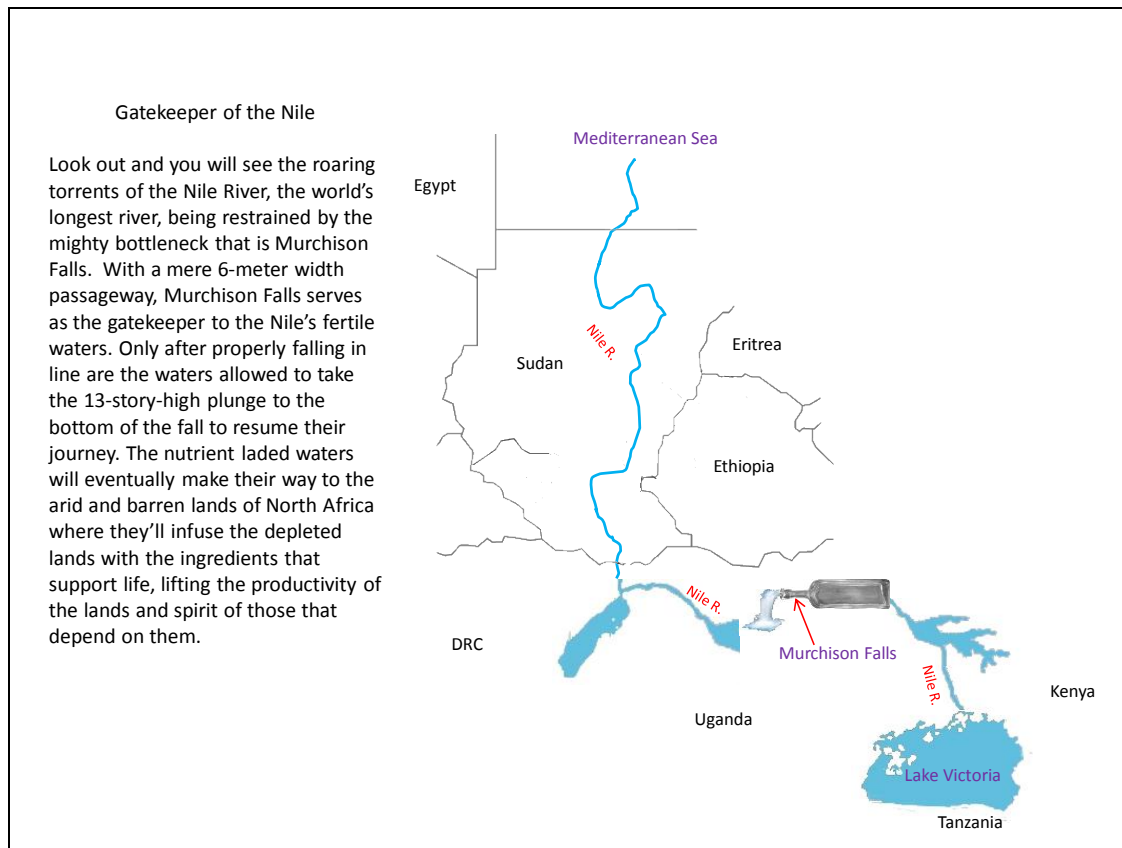 Gatekeeper of the Nile
Look out and you will see the roaring
torrents of the Nile River, the world's
longest river, being restrained by the
mighty bottleneck that is Murchison
Falls.  With a mere 6-meter width
passageway, Murchison Falls serves
as the gatekeeper to the Nile's fertile
waters. Only after properly falling in
line are the waters allowed to take
the 13-story-high plunge to the
bottom of the fall to resume their
journey. The nutrient laded waters
will eventually make their way to the
arid and barren lands of North Africa
where they'll infuse the depleted
lands with the ingredients that
support life, lifting the productivity of
the lands and spirit of those that
depend on them.
Mediterranean Sea
Egypt
Nile R.
Eritrea
Sudan
Ethiopia
Nile R.
DRC
Murchison Falls
Nile R.
Kenya
Uganda
Lake Victoria
Tanzania